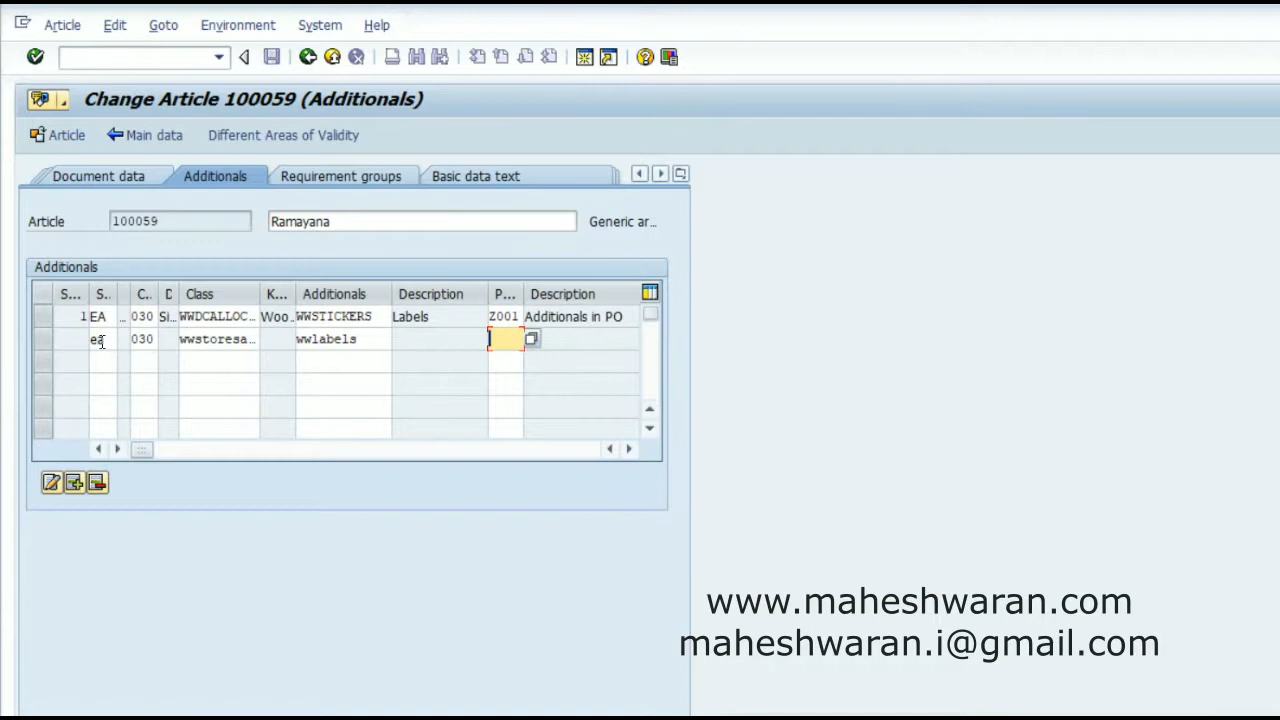 Article Edit Goto Environment System Help
Change Article 100059 (Additionals)
Article Main data Different Areas of Validity
Document data Additionals Requirement groups Basic data text
Article 100059 Ramayana Generic ar...
Additionals
S... S.. C.. D Class K... Additionals Description P... Description
1 EA ... 030 Si... WWDCALLOC... Woo... WWSTICKERS Labels Z001 Additionals in PO
ea 030 wwstoresa... wwlabels
www.maheshwaran.com
maheshwaran.i@gmail.com